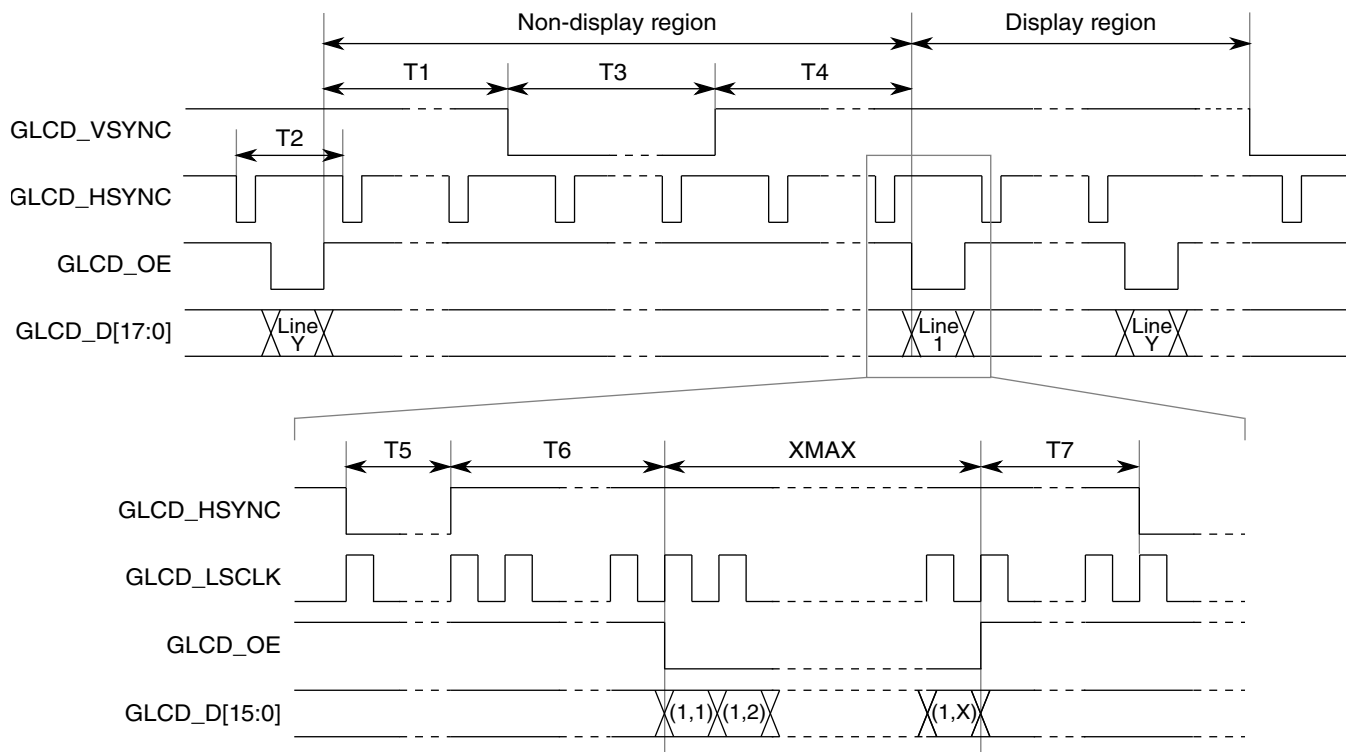 Non-display region
Display region
T1
T3
T4
GLCD_VSYNC
T2
GLCD_HSYNC
GLCD_OE
GLCD_D[17:0]
Line
Y
Line
1
Line
Y
T5
T6
XMAX
T7
GLCD_HSYNC
GLCD_LSCLK
GLCD_OE
GLCD_D[15:0]
(1,1)
(1,2)
(1,X)